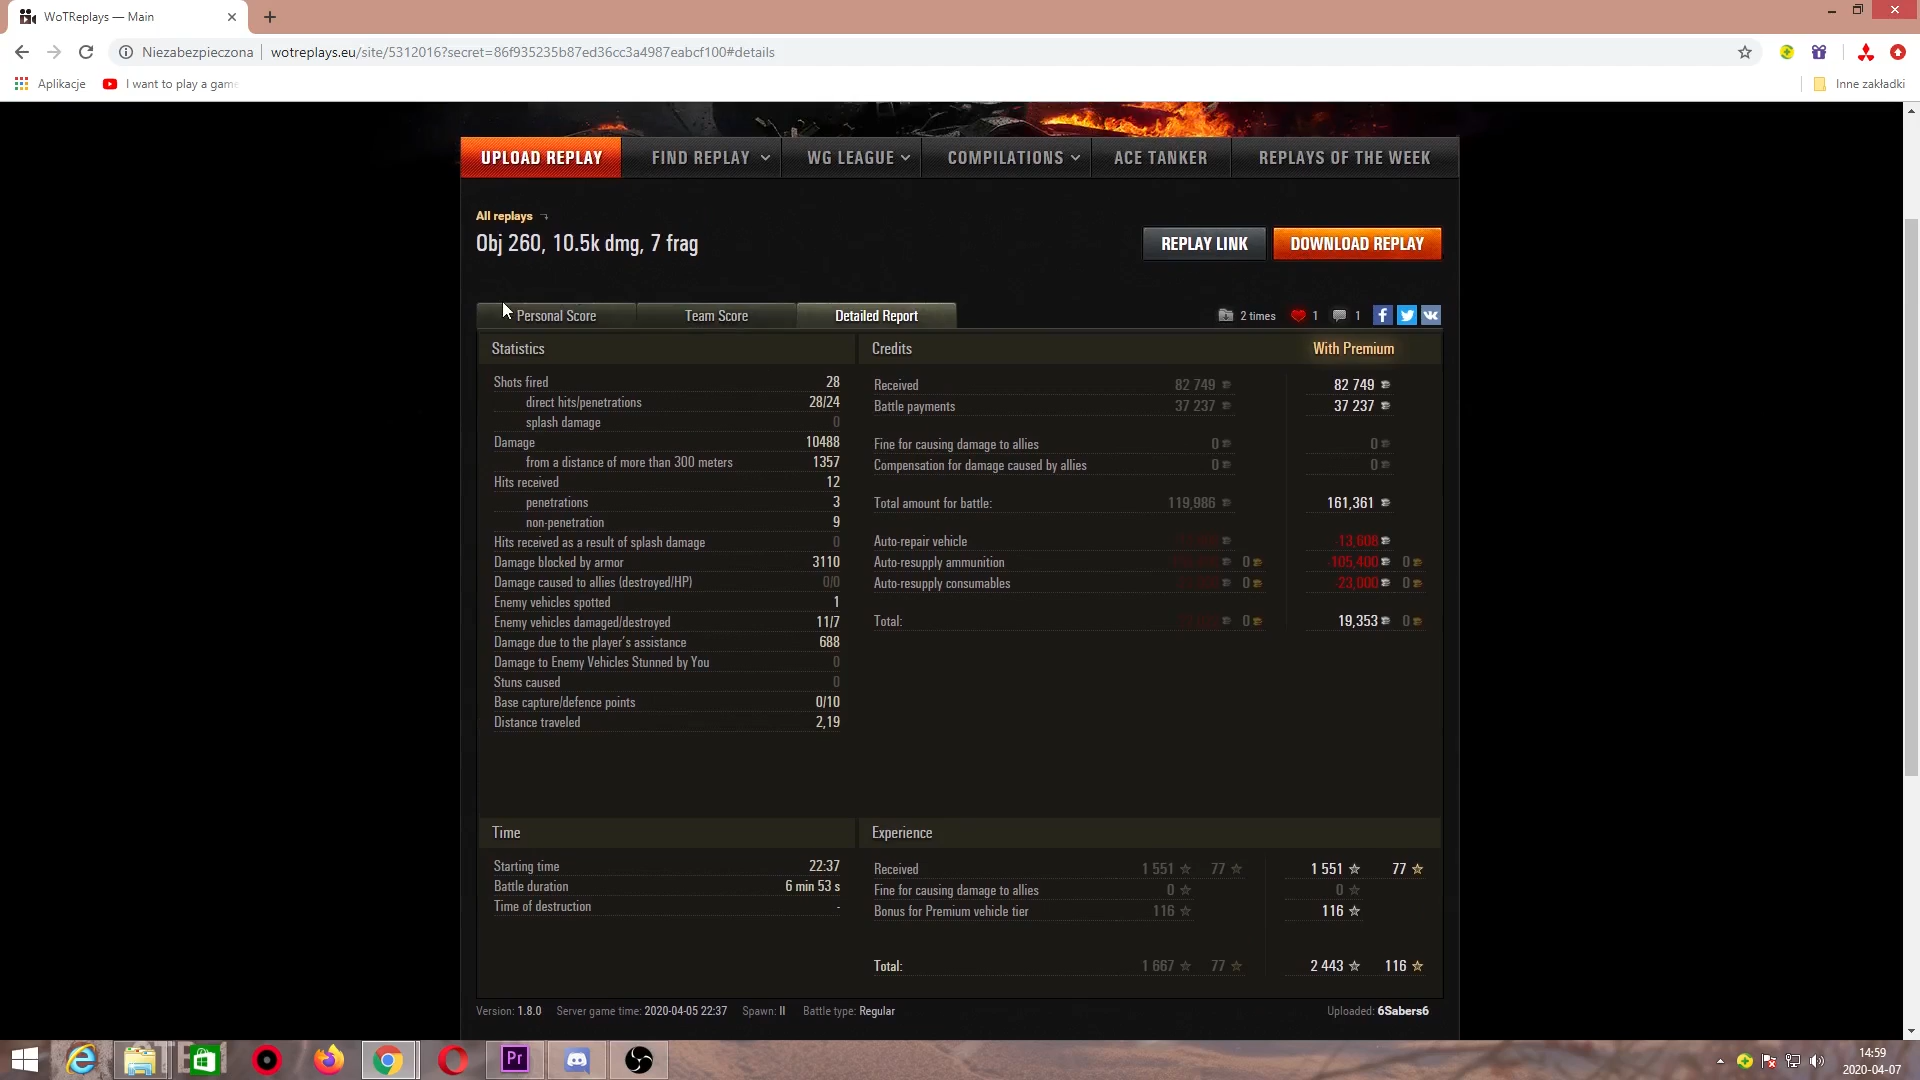 WoTReplays — Main
Niezabezpieczona wotreplays.eu/site/5312016?secret=86f935235b87ed36cc3a4987eabcf100#details
Aplikacje I want to play a game Inne zakładki
UPLOAD REPLAY FIND REPLAY WG LEAGUE COMPILATIONS ACE TANKER REPLAYS OF THE WEEK
All replays
Obj 260, 10.5k dmg, 7 frag
REPLAY LINK DOWNLOAD REPLAY
Personal Score Team Score Detailed Report 2 times 1 1
Statistics Credits With Premium
Shots fired 28
direct hits/penetrations 28/24
splash damage 0
Damage 10488
from a distance of more than 300 meters 1357
Hits received 12
penetrations 3
non-penetration 9
Hits received as a result of splash damage 0
Damage blocked by armor 3110
Damage caused to allies (destroyed/HP) 0/0
Enemy vehicles spotted 1
Enemy vehicles damaged/destroyed 11/7
Damage due to the player's assistance 688
Damage to Enemy Vehicles Stunned by You 0
Stuns caused 0
Base capture/defence points 0/10
Distance traveled 2,19
Received 82 749 82 749
Battle payments 37 237 37 237
Fine for causing damage to allies 0 0
Compensation for damage caused by allies 0 0
Total amount for battle: 119,986 161,361
Auto-repair vehicle -13,608
Auto-resupply ammunition 0 -105,400 0
Auto-resupply consumables 0 -23,000 0
Total: 0 19,353 0
Time Experience
Starting time 22:37
Battle duration 6 min 53 s
Time of destruction -
Received 1 551 77 1 551 77
Fine for causing damage to allies 0 0
Bonus for Premium vehicle tier 116 116
Total: 1 667 77 2 443 116
Version: 1.8.0 Server game time: 2020-04-05 22:37 Spawn: II Battle type: Regular Uploaded: 6Sabers6
Pr
14:59
2020-04-07